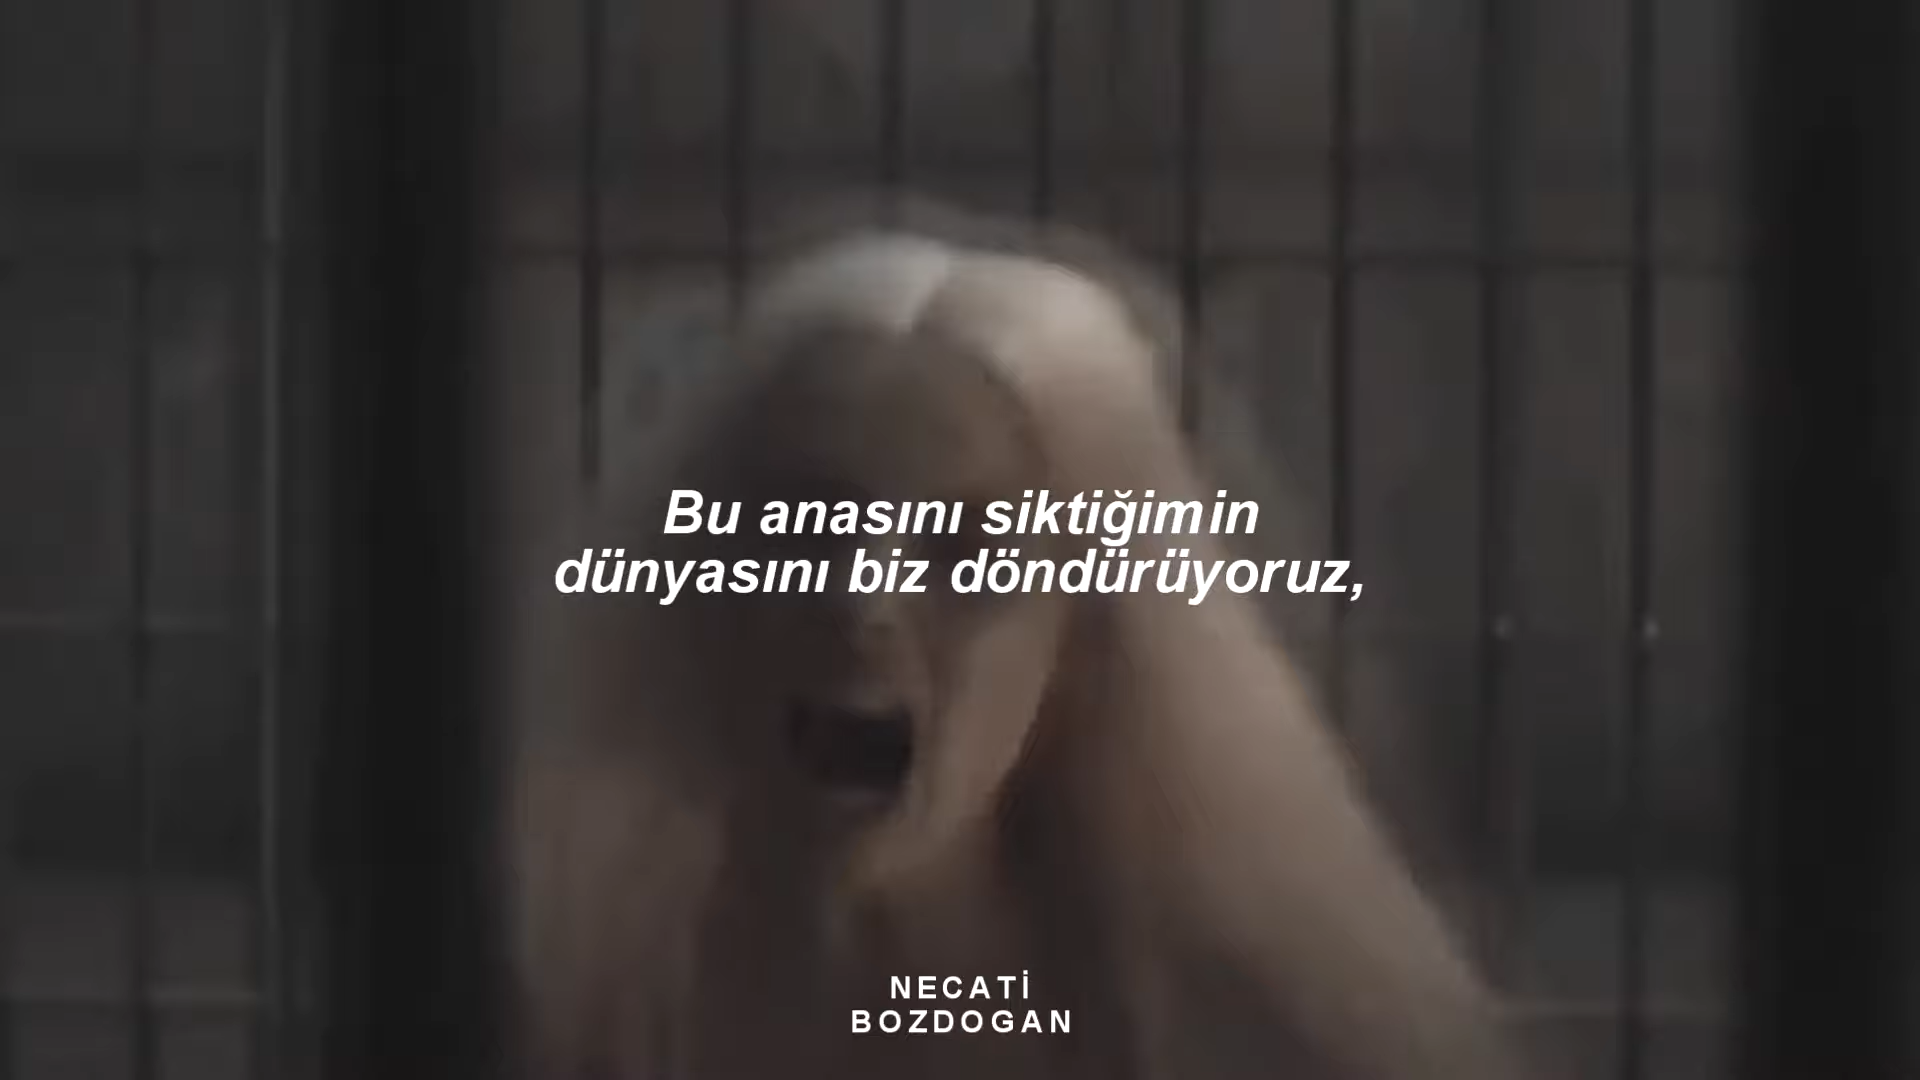 Bu anasını siktiğimin
dünyasını biz döndürüyoruz,
NECATİ
BOZDOGAN